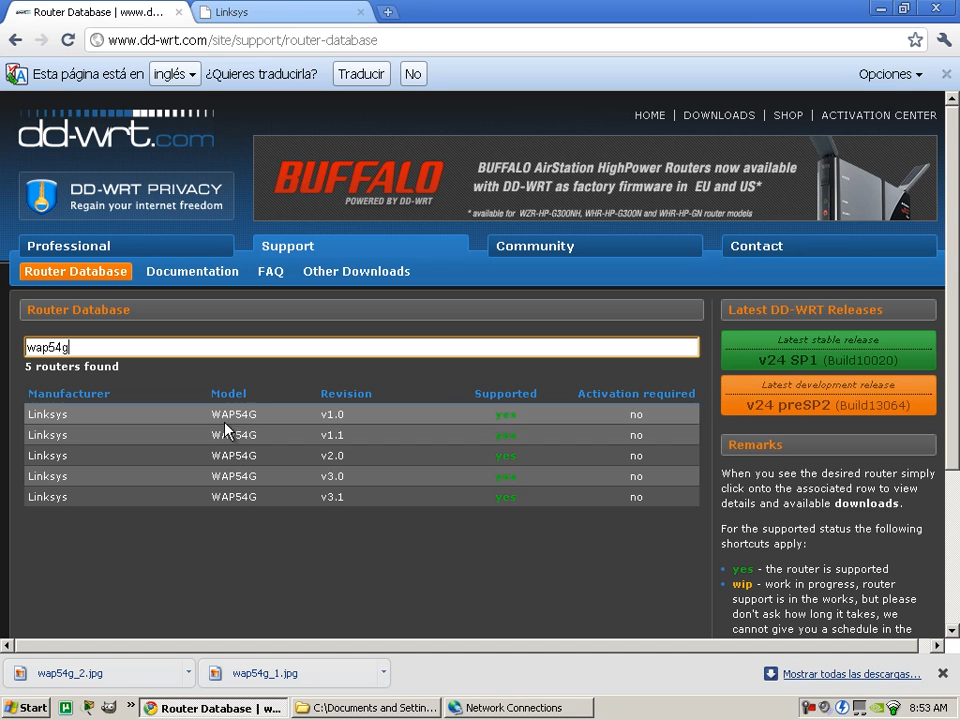 Router Database | www.d...
Linksys
www.dd-wrt.com/site/support/router-database
Esta página está en inglés ¿Quieres traducirla? Traducir No Opciones
dd-wrt.com
HOME | DOWNLOADS | SHOP | ACTIVATION CENTER
DD-WRT PRIVACY
Regain your internet freedom
BUFFALO
POWERED BY DD-WRT
BUFFALO AirStation HighPower Routers now available
with DD-WRT as factory firmware in EU and US*
*available for WZR-HP-G300NH, WHR-HP-G300N and WHR-HP-GN router models
Professional Support Community Contact
Router Database Documentation FAQ Other Downloads
Router Database
wap54g
5 routers found
Manufacturer Model Revision Supported Activation required
Linksys WAP54G v1.0 yes no
Linksys WAP54G v1.1 yes no
Linksys WAP54G v2.0 yes no
Linksys WAP54G v3.0 yes no
Linksys WAP54G v3.1 yes no
Latest DD-WRT Releases
Latest stable release
v24 SP1 (Build10020)
Latest development release
v24 preSP2 (Build13064)
Remarks
When you see the desired router simply
click onto the associated row to view
details and available downloads.
For the supported status the following
shortcuts apply:
yes - the router is supported
wip - work in progress, router
support is in the works, but please
don't ask how long it takes, we
cannot give you a schedule in the
wap54g_2.jpg
wap54g_1.jpg
Mostrar todas las descargas...
Start
»
Router Database | w...
C:\Documents and Settin...
Network Connections
8:53 AM